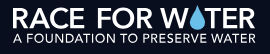 RACE FOR WATER
A FOUNDATION TO PRESERVE WATER